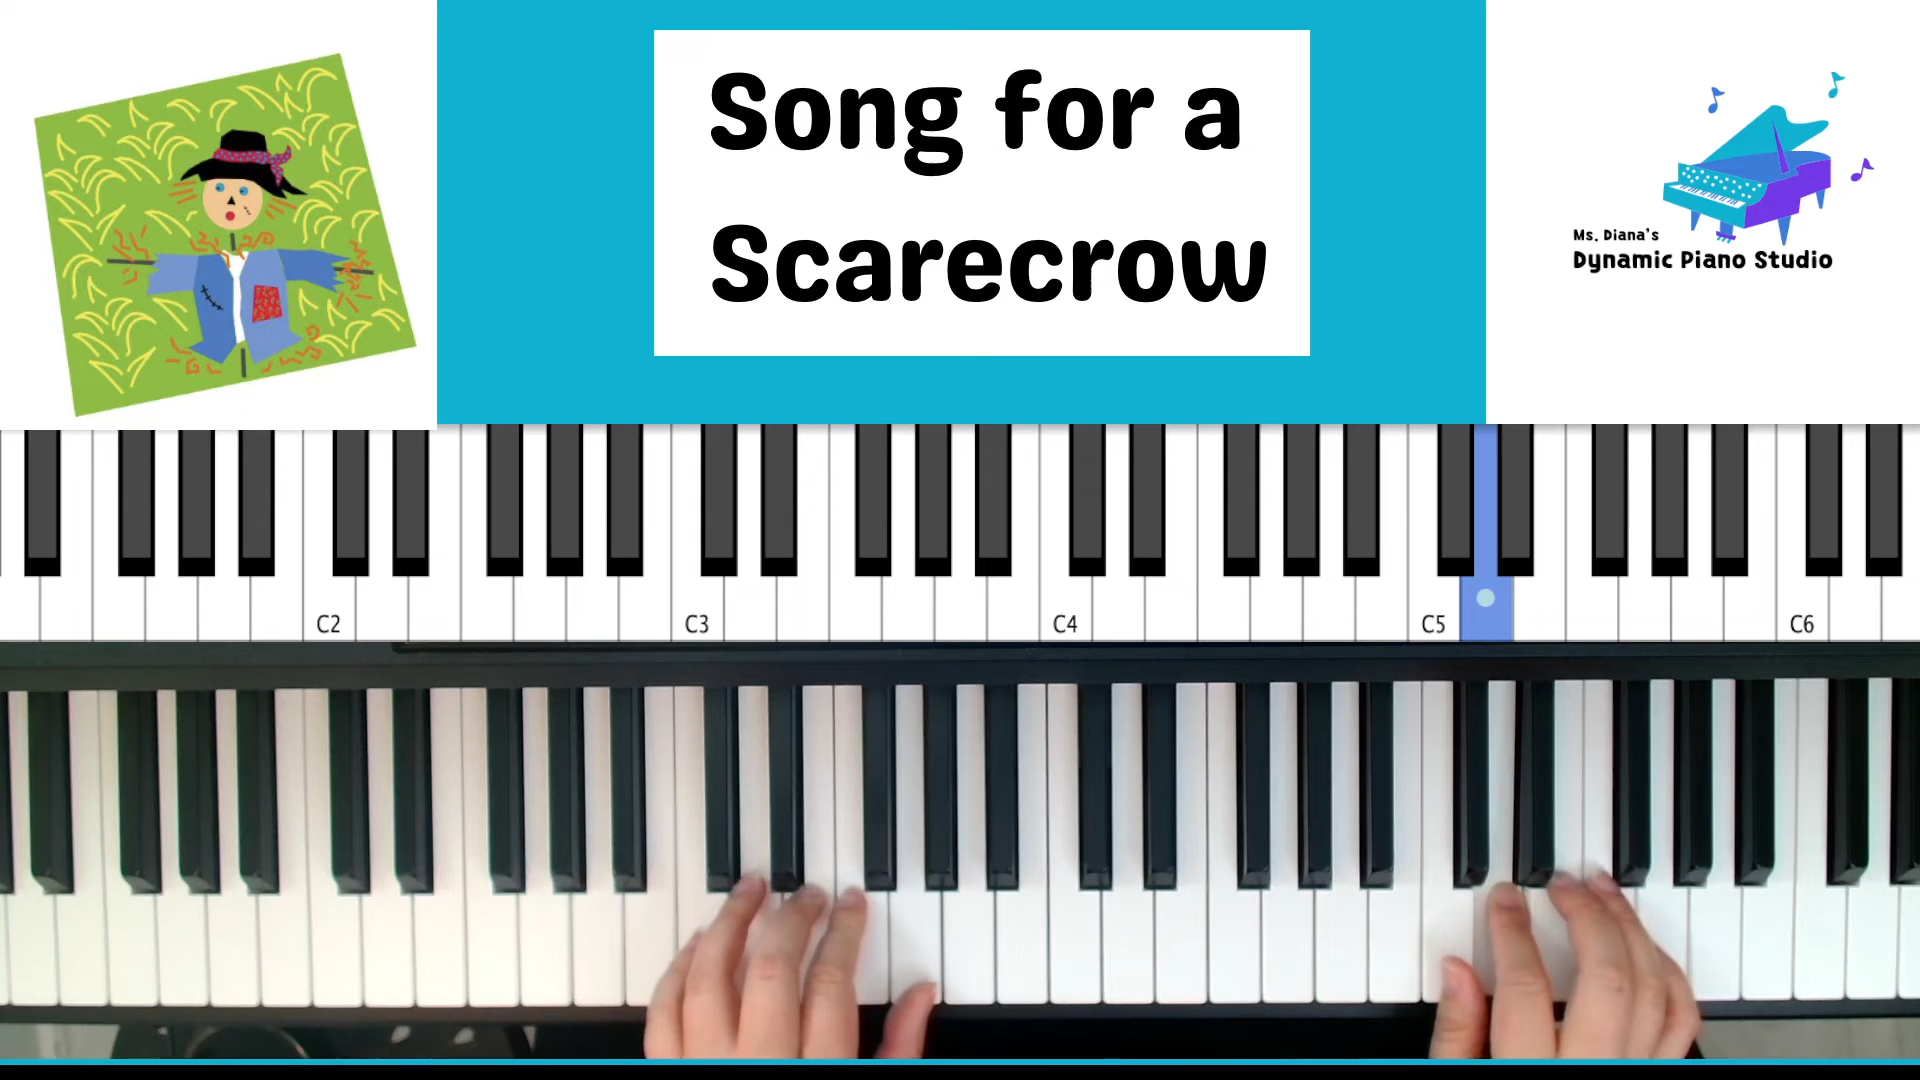 Song for a
Scarecrow
Ms. Diana's
Dynamic Piano Studio
C2
C3
C4
C5
C6